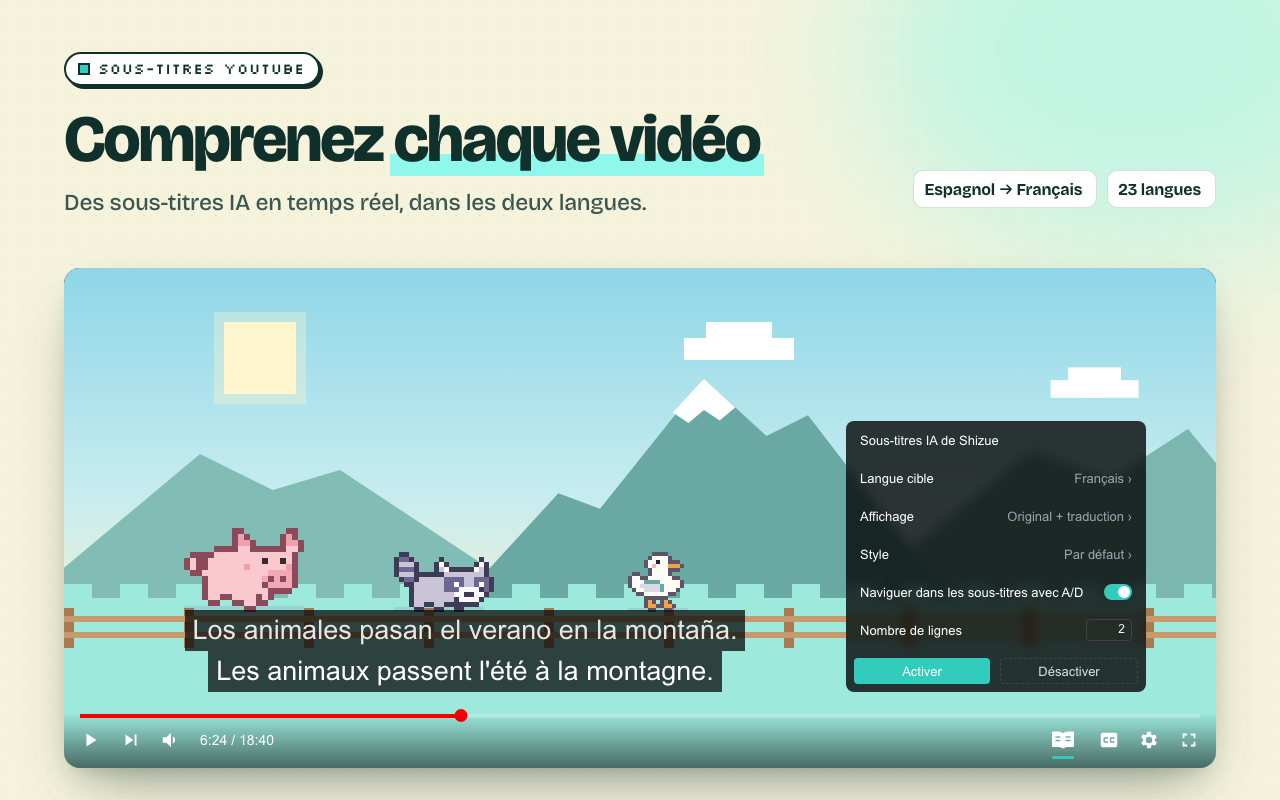 SOUS-TITRES YOUTUBE
Comprenez chaque vidéo
Des sous-titres IA en temps réel, dans les deux langues.
Espagnol → Français
23 langues
Sous-titres IA de Shizue
Langue cible
Français ›
Affichage
Original + traduction ›
Style
Par défaut ›
Naviguer dans les sous-titres avec A/D
Nombre de lignes
2
Activer
Désactiver
Los animales pasan el verano en la montaña.
Les animaux passent l'été à la montagne.
6:24 / 18:40
CC